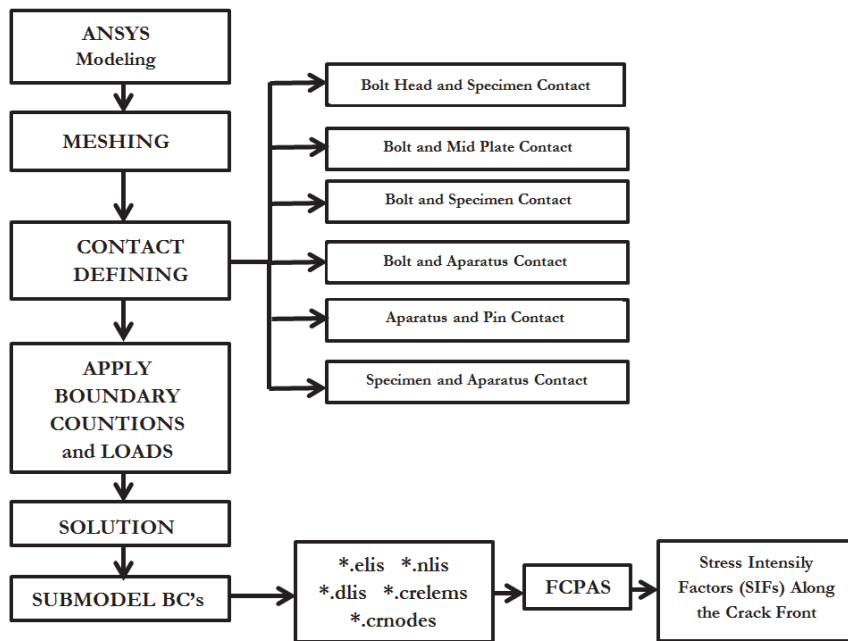 ANSYS
Modeling
MESHING
CONTACT
DEFINING
Bolt Head and Specimen Contact
Bolt and Mid Plate Contact
Bolt and Specimen Contact
Bolt and Aparatus Contact
Aparatus and Pin Contact
Specimen and Aparatus Contact
APPLY
BOUNDARY
COUNTIONS
and LOADS
SOLUTION
SUBMODEL BC's
*.elis *.nlis
*.dlis *.crelems
*.crnodes
FCPAS
Stress Intensily
Factors (SIFs) Along
the Crack Front